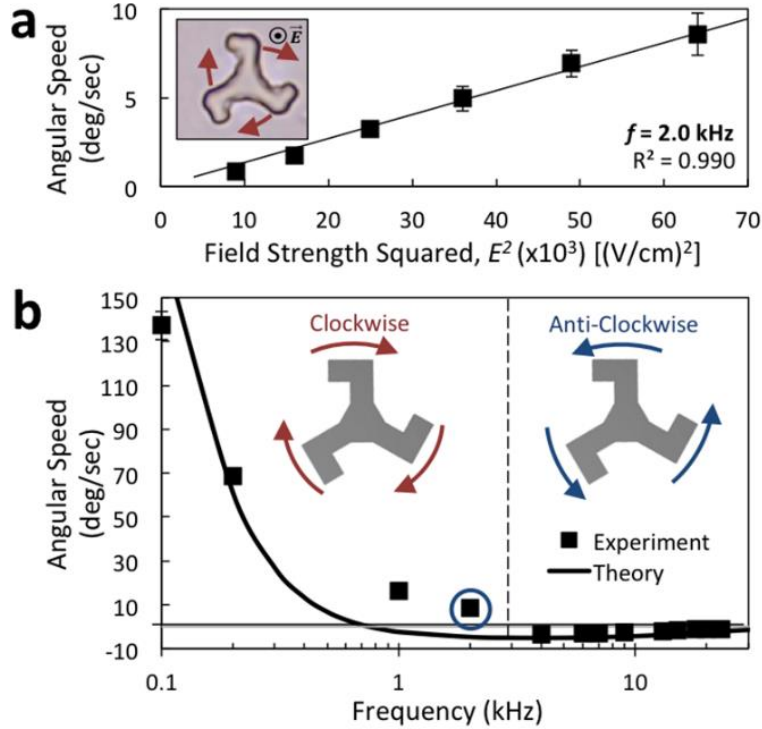 a
10
5
0
Angular Speed
(deg/sec)
E
f = 2.0 kHz
R² = 0.990
0 10 20 30 40 50 60 70
Field Strength Squared, E² (x10³) [(V/cm)²]
b
150
130
110
90
70
50
30
10
-10
Angular Speed
(deg/sec)
Clockwise
Anti-Clockwise
Experiment
Theory
0.1 1 10
Frequency (kHz)